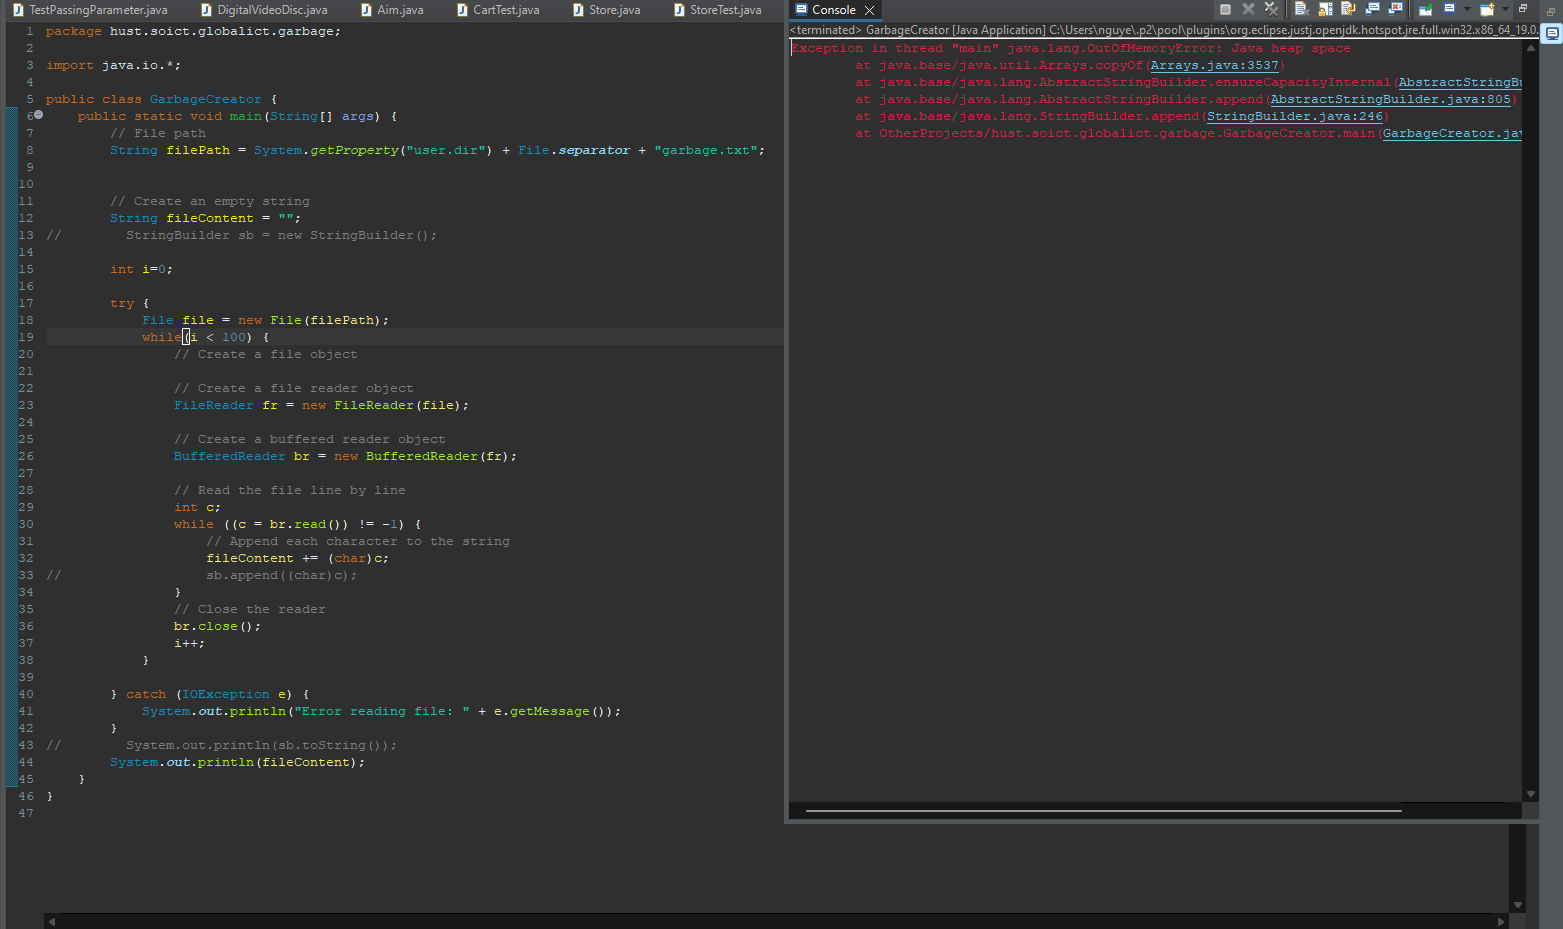 TestPassingParameter.java DigitalVideoDisc.java Aim.java CartTest.java Store.java StoreTest.java
1 package hust.soict.globalict.garbage;
2
3 import java.io.*;
4
5 public class GarbageCreator {
6 public static void main(String[] args) {
7 // File path
8 String filePath = System.getProperty("user.dir") + File.separator + "garbage.txt";
9
10
11 // Create an empty string
12 String fileContent = "";
13 // StringBuilder sb = new StringBuilder();
14
15 int i=0;
16
17 try {
18 File file = new File(filePath);
19 while(i < 100) {
20 // Create a file object
21
22 // Create a file reader object
23 FileReader fr = new FileReader(file);
24
25 // Create a buffered reader object
26 BufferedReader br = new BufferedReader(fr);
27
28 // Read the file line by line
29 int c;
30 while ((c = br.read()) != -1) {
31 // Append each character to the string
32 fileContent += (char)c;
33 // sb.append((char)c);
34 }
35 // Close the reader
36 br.close();
37 i++;
38 }
39
40 } catch (IOException e) {
41 System.out.println("Error reading file: " + e.getMessage());
42 }
43 // System.out.println(sb.toString());
44 System.out.println(fileContent);
45 }
46 }
47
Console
<terminated> GarbageCreator [Java Application] C:\Users\nguye\.p2\pool\plugins\org.eclipse.justj.openjdk.hotspot.jre.full.win32.x86_64_19.0.
Exception in thread "main" java.lang.OutOfMemoryError: Java heap space
at java.base/java.util.Arrays.copyOf(Arrays.java:3537)
at java.base/java.lang.AbstractStringBuilder.ensureCapacityInternal(AbstractStringBu
at java.base/java.lang.AbstractStringBuilder.append(AbstractStringBuilder.java:805)
at java.base/java.lang.StringBuilder.append(StringBuilder.java:246)
at OtherProjects/hust.soict.globalict.garbage.GarbageCreator.main(GarbageCreator.jav